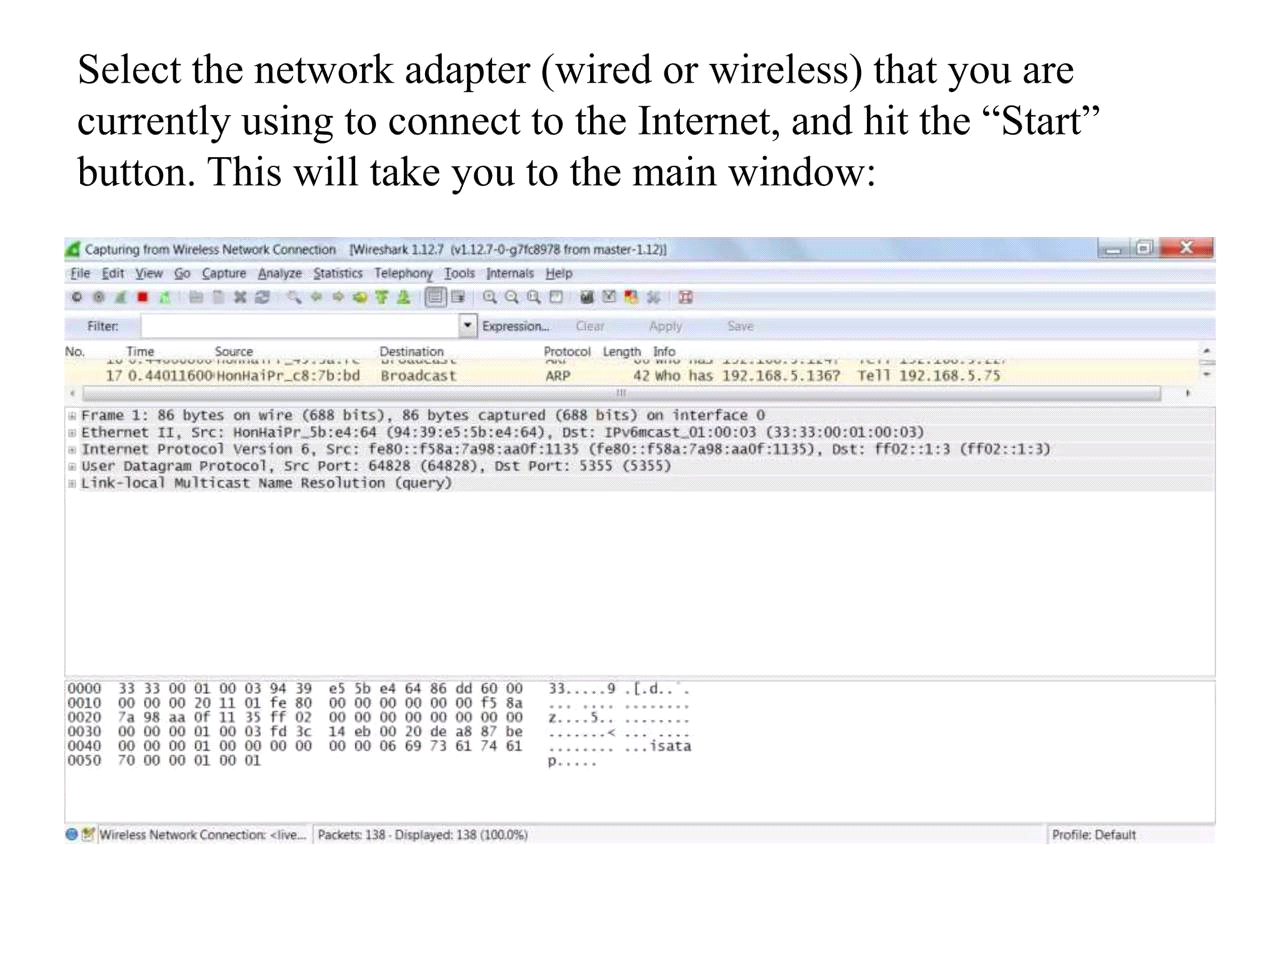 Select the network adapter (wired or wireless) that you are
currently using to connect to the Internet, and hit the “Start”
button. This will take you to the main window:
Capturing from Wireless Network Connection [Wireshark 1.12.7 (v1.12.7-0-g7fc8978 from master-1.12)]
File Edit View Go Capture Analyze Statistics Telephony Tools Internals Help
Filter: Expression... Clear Apply Save
No. Time Source Destination Protocol Length Info
17 0.44011600 HonHaiPr_c8:7b:bd Broadcast ARP 42 Who has 192.168.5.136? Tell 192.168.5.75
Frame 1: 86 bytes on wire (688 bits), 86 bytes captured (688 bits) on interface 0
Ethernet II, Src: HonHaiPr_5b:e4:64 (94:39:e5:5b:e4:64), Dst: IPv6mcast_01:00:03 (33:33:00:01:00:03)
Internet Protocol Version 6, Src: fe80::f58a:7a98:aa0f:1135 (fe80::f58a:7a98:aa0f:1135), Dst: ff02::1:3 (ff02::1:3)
User Datagram Protocol, Src Port: 64828 (64828), Dst Port: 5355 (5355)
Link-local Multicast Name Resolution (query)
0000 33 33 00 01 00 03 94 39 e5 5b e4 64 86 dd 60 00 33.....9 .[.d..`.
0010 00 00 00 20 11 01 fe 80 00 00 00 00 00 00 f5 8a ... .... ........
0020 7a 98 aa 0f 11 35 ff 02 00 00 00 00 00 00 00 00 z....5.. ........
0030 00 00 00 01 00 03 fd 3c 14 eb 00 20 de a8 87 be .......< ... ....
0040 00 00 00 01 00 00 00 00 00 00 06 69 73 61 74 61 ........ ...isata
0050 70 00 00 01 00 01 p.....
Wireless Network Connection: <live... Packets: 138 · Displayed: 138 (100.0%) Profile: Default